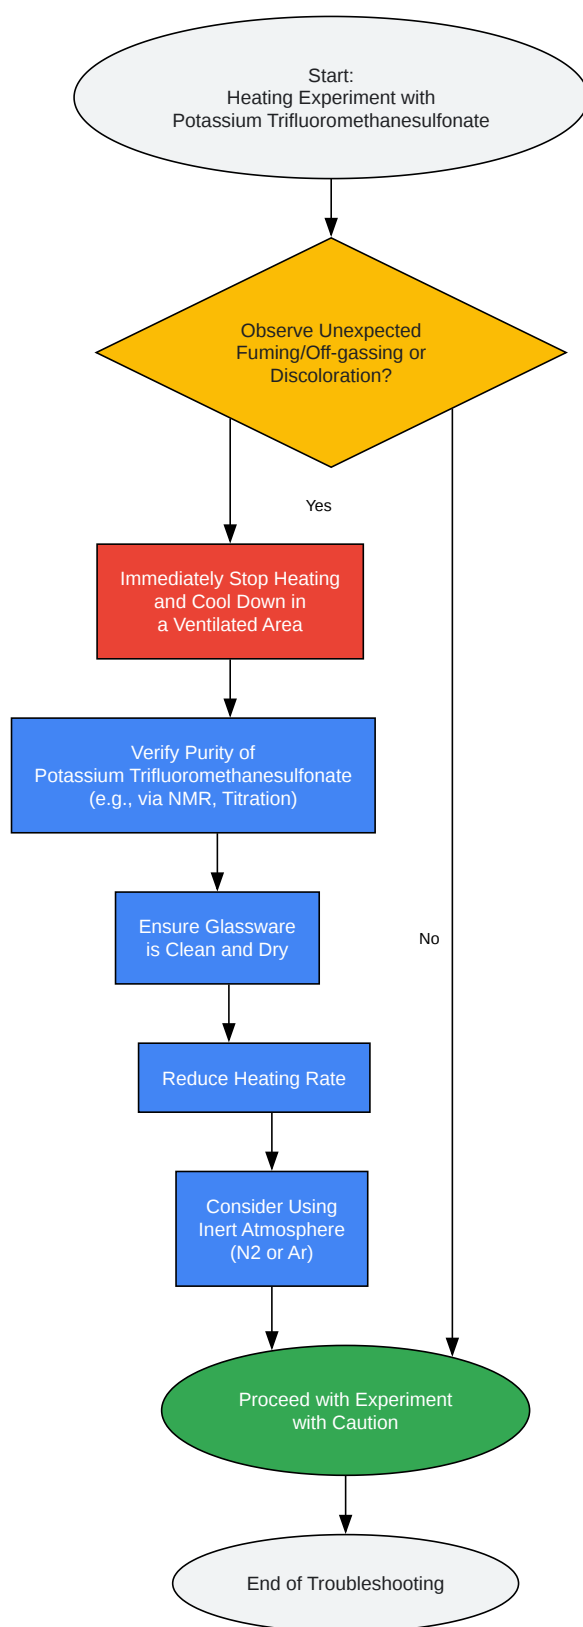 Start:
Heating Experiment with
Potassium Trifluoromethanesulfonate
Observe Unexpected
Fuming/Off-gassing or
Discoloration?
Yes
Immediately Stop Heating
and Cool Down in
a Ventilated Area
Verify Purity of
Potassium Trifluoromethanesulfonate
(e.g., via NMR, Titration)
Ensure Glassware
is Clean and Dry
No
Reduce Heating Rate
Consider Using
Inert Atmosphere
(N2 or Ar)
Proceed with Experiment
with Caution
End of Troubleshooting